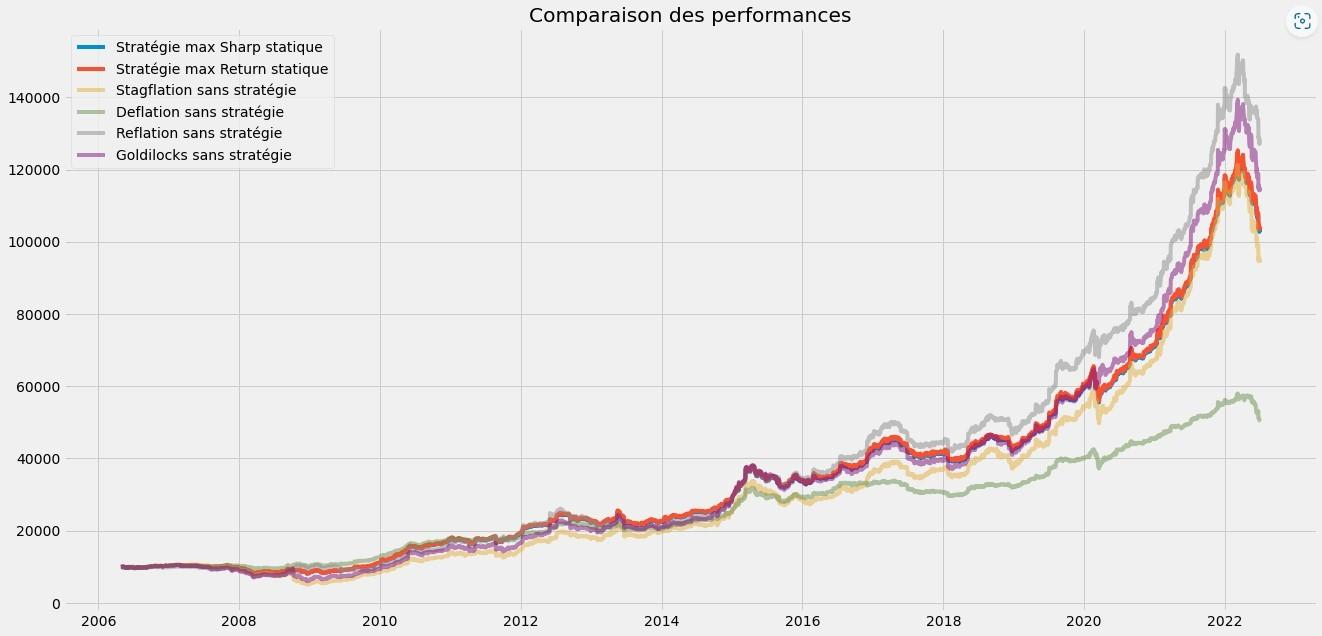 Comparaison des performances
Stratégie max Sharp statique
Stratégie max Return statique
Stagflation sans stratégie
Deflation sans stratégie
Reflation sans stratégie
Goldilocks sans stratégie
140000
120000
100000
80000
60000
40000
20000
0
2006 2008 2010 2012 2014 2016 2018 2020 2022